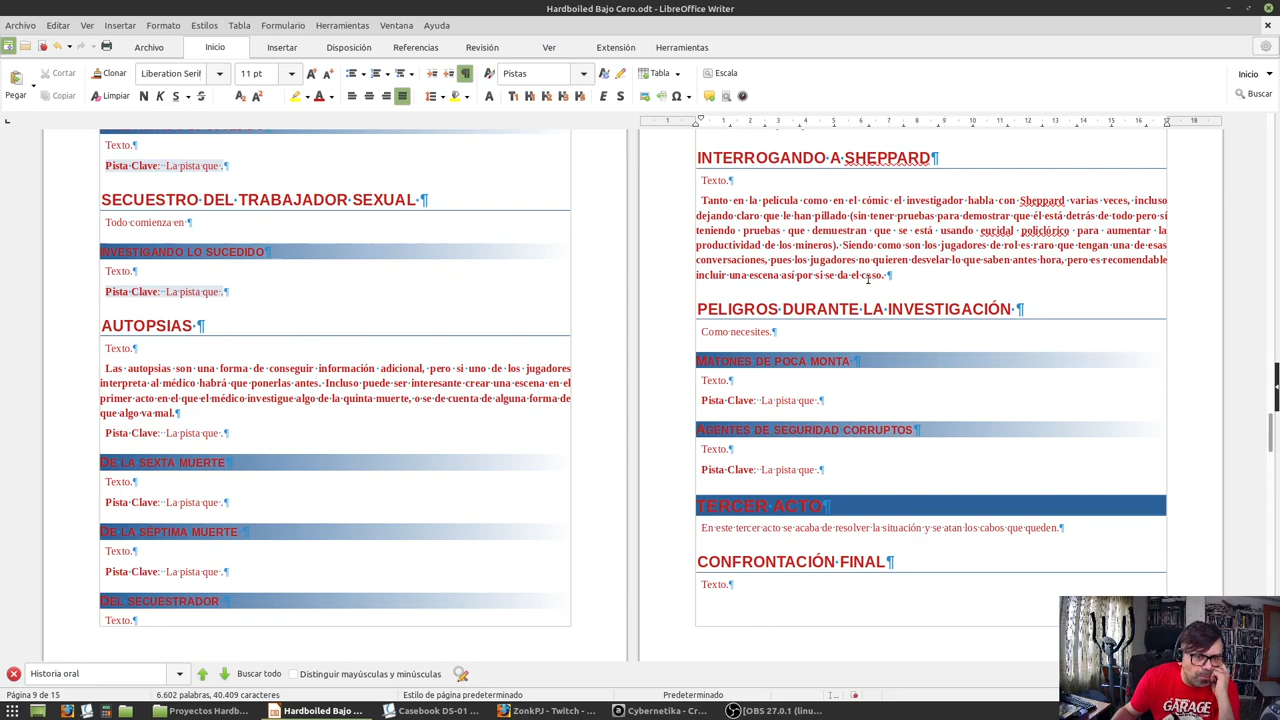 Hardboiled Bajo Cero.odt - LibreOffice Writer
Archivo Editar Ver Insertar Formato Estilos Tabla Formulario Herramientas Ventana Ayuda
Archivo Inicio Insertar Disposición Referencias Revisión Ver Extensión Herramientas
Cortar Clonar Liberation Serif 11 pt Pistas Tabla Escala Inicio
Pegar Copiar Limpiar Buscar
Texto.¶
Pista·Clave:··La·pista·que·.¶
SECUESTRO·DEL·TRABAJADOR·SEXUAL·¶
Todo·comienza·en·¶
INVESTIGANDO LO SUCEDIDO¶
Texto.¶
Pista·Clave:··La·pista·que·.¶
AUTOPSIAS·¶
Texto.¶
Las·autopsias·son·una·forma·de·conseguir·información·adicional,·pero·si·uno·de·los·jugadores
interpreta·al·médico·habrá·que·ponerlas·antes.·Incluso·puede·ser·interesante·crear·una·escena·en·el
primer·acto·en·el·que·el·médico·investigue·algo·de·la·quinta·muerte,·o·se·de·cuenta·de·alguna·forma·de
que·algo·va·mal.¶
Pista·Clave:··La·pista·que·.¶
DE LA SEXTA MUERTE¶
Texto.¶
Pista·Clave:··La·pista·que·.¶
DE LA SÉPTIMA MUERTE ¶
Texto.¶
Pista·Clave:··La·pista·que·.¶
DEL SECUESTRADOR ¶
Texto.¶
INTERROGANDO·A·SHEPPARD¶
Texto.¶
Tanto·en·la·película·como·en·el·cómic·el·investigador·habla·con·Sheppard·varias·veces,·incluso
dejando·claro·que·le·han·pillado·(sin·tener·pruebas·para·demostrar·que·él·está·detrás·de·todo·pero·sí
teniendo·pruebas·que·demuestran·que·se·está·usando·euridal·policlórico·para·aumentar·la
productividad·de·los·mineros).·Siendo·como·son·los·jugadores·de·rol·es·raro·que·tengan·una·de·esas
conversaciones,·pues·los·jugadores·no·quieren·desvelar·lo·que·saben·antes·hora,·pero·es·recomendable
incluir·una·escena·así·por·si·se·da·el·caso.·¶
PELIGROS·DURANTE·LA·INVESTIGACIÓN·¶
Como·necesites.¶
MATONES DE POCA MONTA ¶
Texto.¶
Pista·Clave:··La·pista·que·.¶
AGENTES DE SEGURIDAD CORRUPTOS¶
Texto.¶
Pista·Clave:··La·pista·que·.¶
TERCER·ACTO¶
En·este·tercer·acto·se·acaba·de·resolver·la·situación·y·se·atan·los·cabos·que·queden.¶
CONFRONTACIÓN·FINAL¶
Texto.¶
Historia oral Buscar todo Distinguir mayúsculas y minúsculas
Página 9 de 15 6.602 palabras, 40.409 caracteres Estilo de página predeterminado Predeterminado
Proyectos Hardb... Hardboiled Bajo ... Casebook DS-01 ... ZonkPJ - Twitch - ... Cybernetika - Cr... [OBS 27.0.1 (linu...
GARAGE